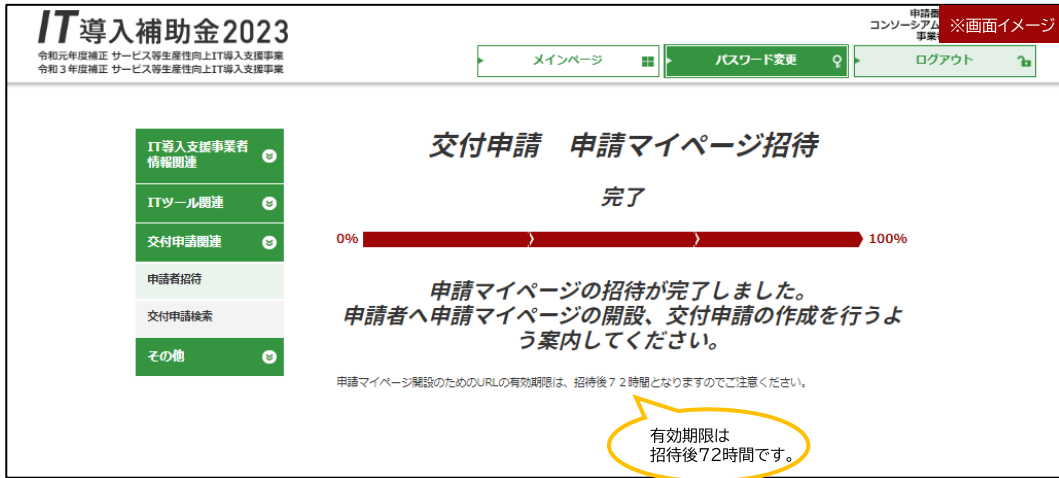 IT導入補助金2023
令和元年度補正 サービス等生産性向上IT導入支援事業
令和3年度補正 サービス等生産性向上IT導入支援事業
申請番
コンソーシアム
事業
※画面イメージ
メインページ
パスワード変更
ログアウト
IT導入支援事業者
情報関連
ITツール関連
交付申請関連
申請者招待
交付申請検索
その他
交付申請 申請マイページ招待
完了
0%
100%
申請マイページの招待が完了しました。
申請者へ申請マイページの開設、交付申請の作成を行うよ
う案内してください。
申請マイページ開設のためのURLの有効期限は、招待後72時間となりますのでご注意ください。
有効期限は
招待後72時間です。